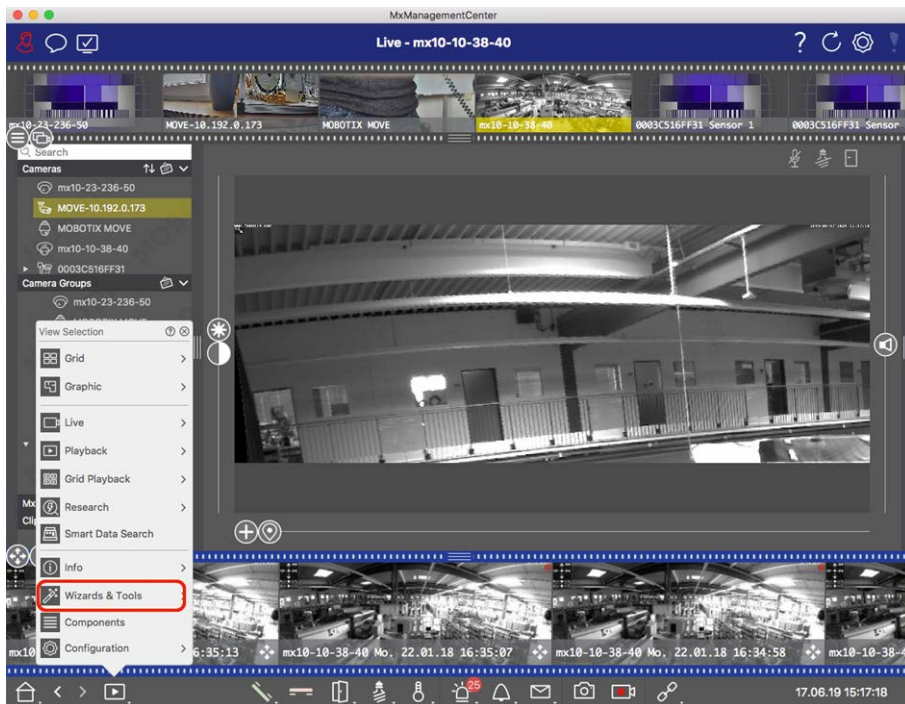 MxManagementCenter
Live - mx10-10-38-40
mx10-23-236-50
MOVE-10.192.0.173
MOBOTIX MOVE
mx10-10-38-40
0003C516FF31 Sensor 1
0003C516FF31 Sensor
Search
Cameras
mx10-23-236-50
MOVE-10.192.0.173
MOBOTIX MOVE
mx10-10-38-40
0003C516FF31
Camera Groups
mx10-23-236-50
View Selection
Grid
Graphic
Live
Playback
Grid Playback
Research
Smart Data Search
Info
Wizards & Tools
Components
Configuration
Mx
Cli
mx10
6:35:13
mx10-10-38-40 Mo. 22.01.18 16:35:07
mx10-10-38-40 Mo. 22.01.18 16:34:58
mx10-10-38-4
25
17.06.19 15:17:18